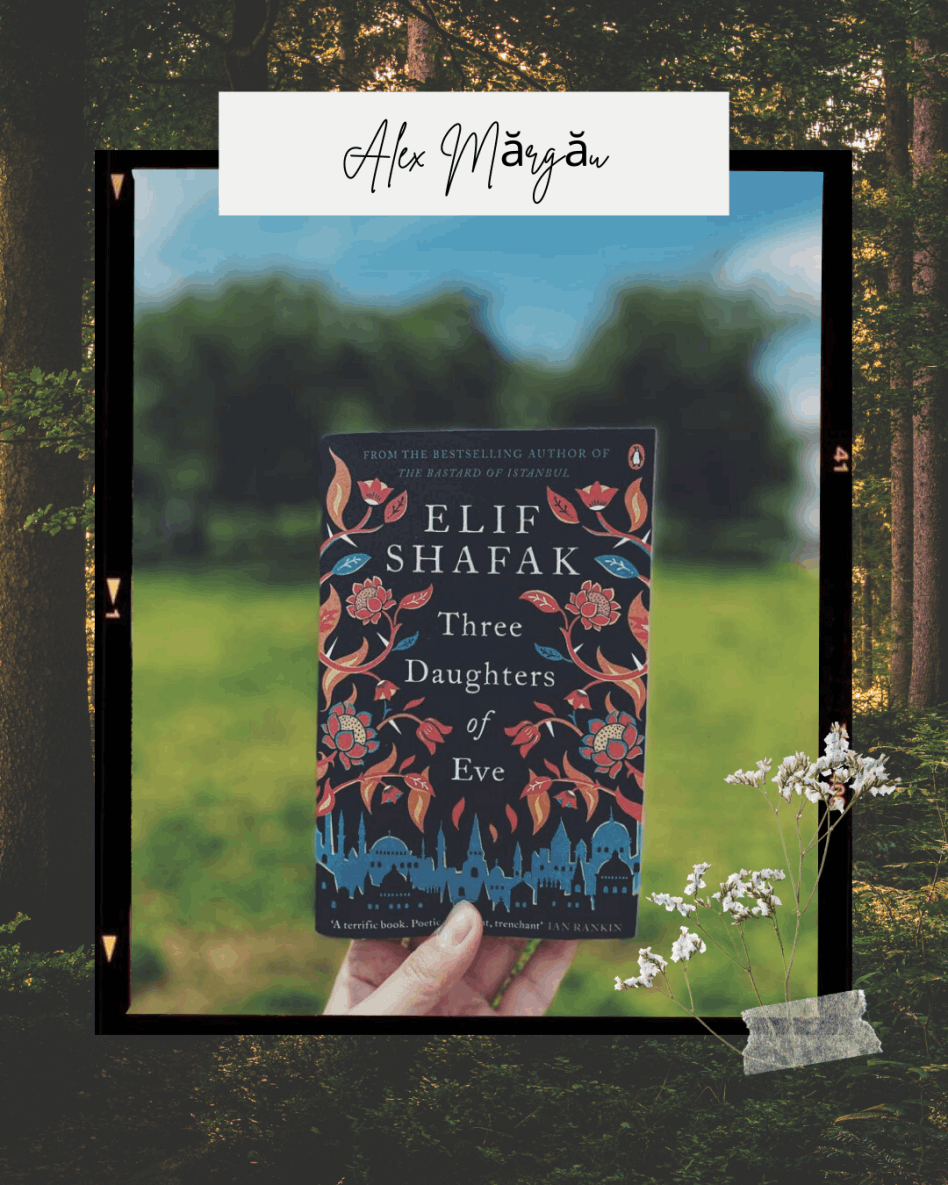 Alex Mărgău
FROM THE BESTSELLING AUTHOR OF
THE BASTARD OF ISTANBUL
ELIF
SHAFAK
Three
Daughters
of
Eve
'A terrific book. Poetic, t, trenchant' IAN RANKIN
41
1